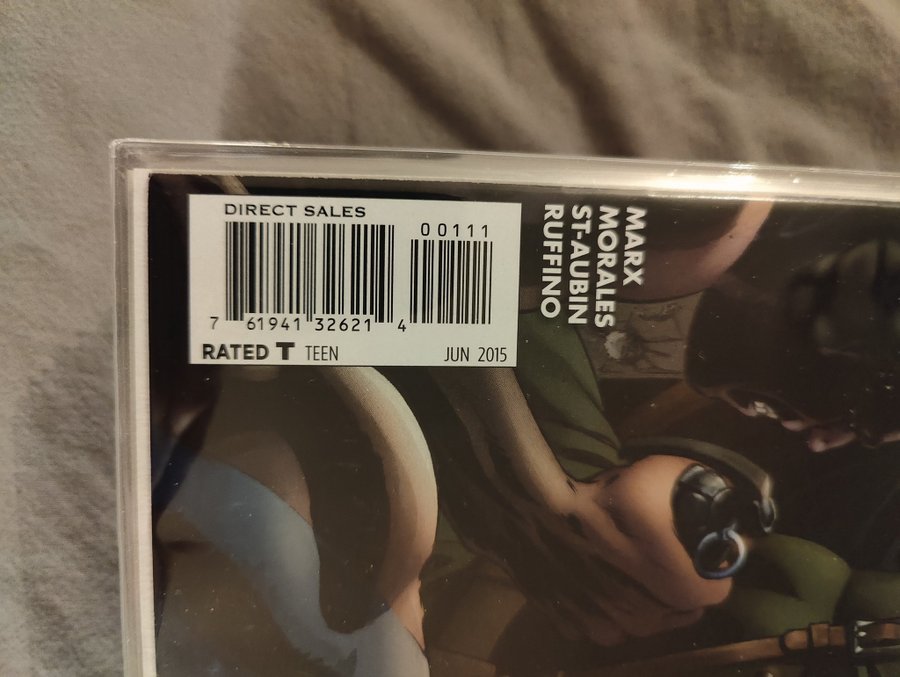 DIRECT SALES
00111
7 61941 32621 4
RATED T TEEN
JUN 2015
MARX
MORALES
ST-AUBIN
RUFFINO